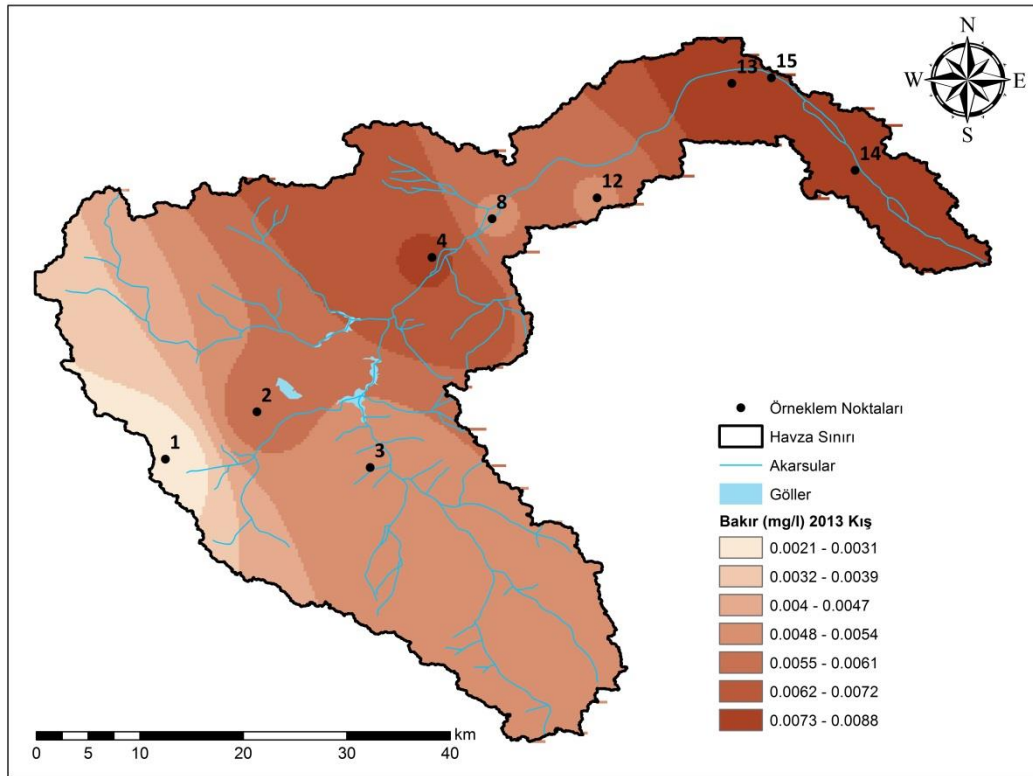 N
W E
S
13
15
14
12
8
4
2
1
3
Örneklem Noktaları
Havza Sınırı
Akarsular
Göller
Bakır (mg/l) 2013 Kış
0.0021 - 0.0031
0.0032 - 0.0039
0.004 - 0.0047
0.0048 - 0.0054
0.0055 - 0.0061
0.0062 - 0.0072
0.0073 - 0.0088
km
0 5 10 20 30 40